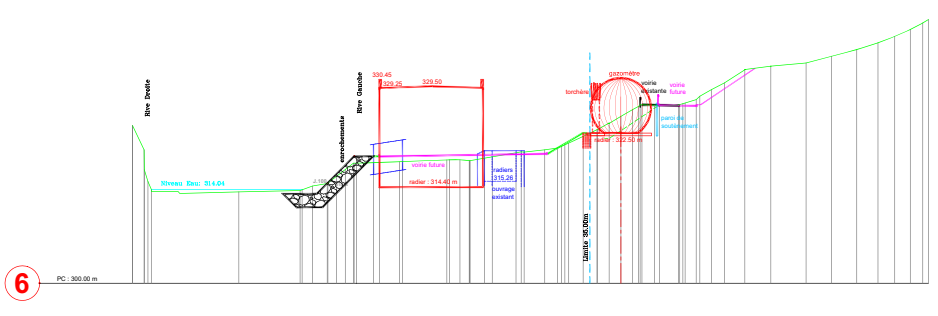 330.45
329.25
329.50
Rive Droite
Rive Gauche
enrochements
gazomètre
torchère
voirie
existante
voirie
future
paroi de
soutènement
radier : 322.50 m
voirie future
radiers :
315.26
ouvrage
existant
radier : 314.40 m
Niveau Eau: 314.04
Limite 35.00m
PC : 300.00 m
6